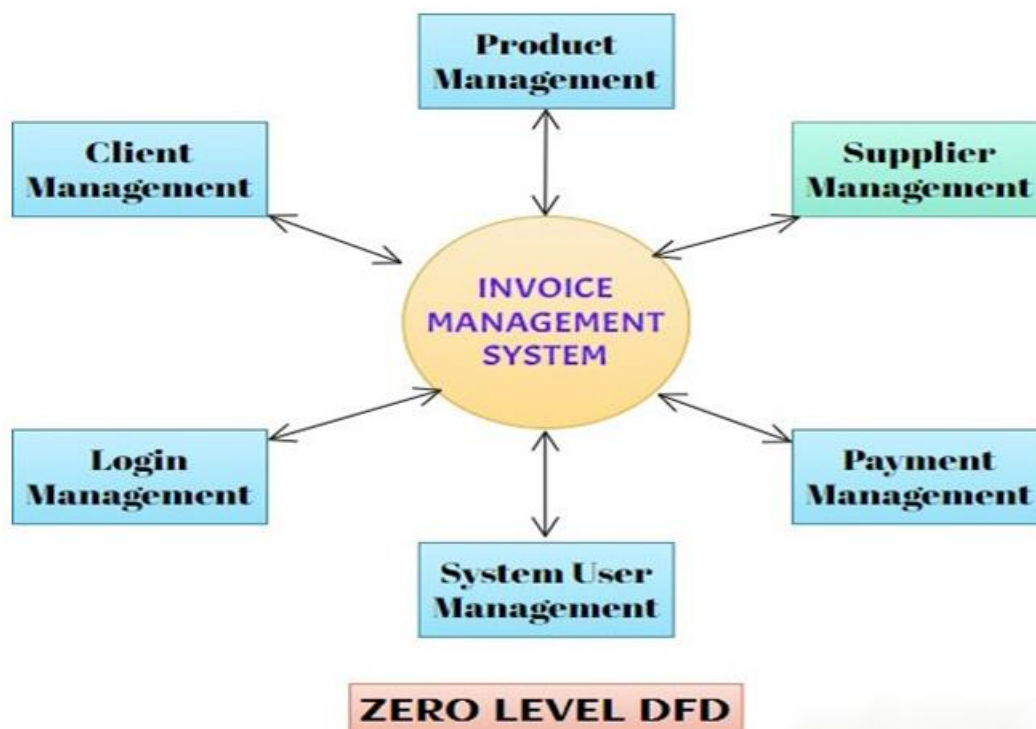 Product
Management
Client
Management
Supplier
Management
INVOICE
MANAGEMENT
SYSTEM
Login
Management
Payment
Management
System User
Management
ZERO LEVEL DFD